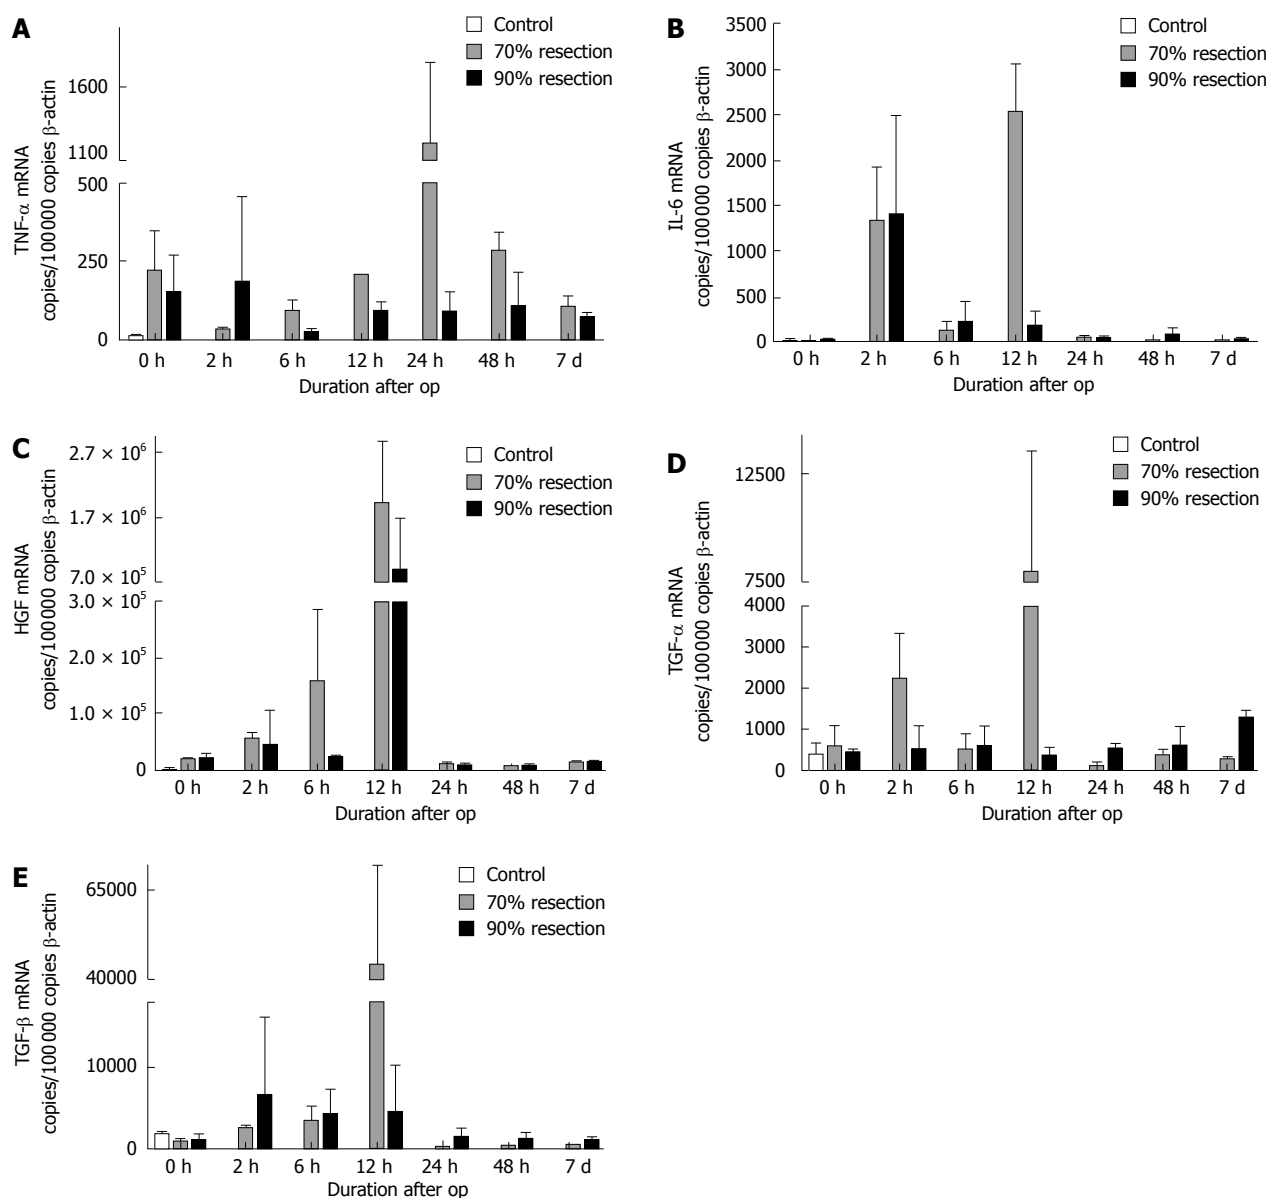 A
TNF-α mRNA
copies/100000 copies β-actin
1600
1100
500
250
0
Control
70% resection
90% resection
0 h 2 h 6 h 12 h 24 h 48 h 7 d
Duration after op
B
IL-6 mRNA
copies/100000 copies β-actin
3500
3000
2500
2000
1500
1000
500
0
Control
70% resection
90% resection
0 h 2 h 6 h 12 h 24 h 48 h 7 d
Duration after op
C
HGF mRNA
copies/100000 copies β-actin
2.7 × 10⁶
1.7 × 10⁶
7.0 × 10⁵
3.0 × 10⁵
2.0 × 10⁵
1.0 × 10⁵
0
Control
70% resection
90% resection
0 h 2 h 6 h 12 h 24 h 48 h 7 d
Duration after op
D
TGF-α mRNA
copies/100000 copies β-actin
12500
7500
4000
3000
2000
1000
0
Control
70% resection
90% resection
0 h 2 h 6 h 12 h 24 h 48 h 7 d
Duration after op
E
TGF-β mRNA
copies/100000 copies β-actin
65000
40000
10000
0
Control
70% resection
90% resection
0 h 2 h 6 h 12 h 24 h 48 h 7 d
Duration after op